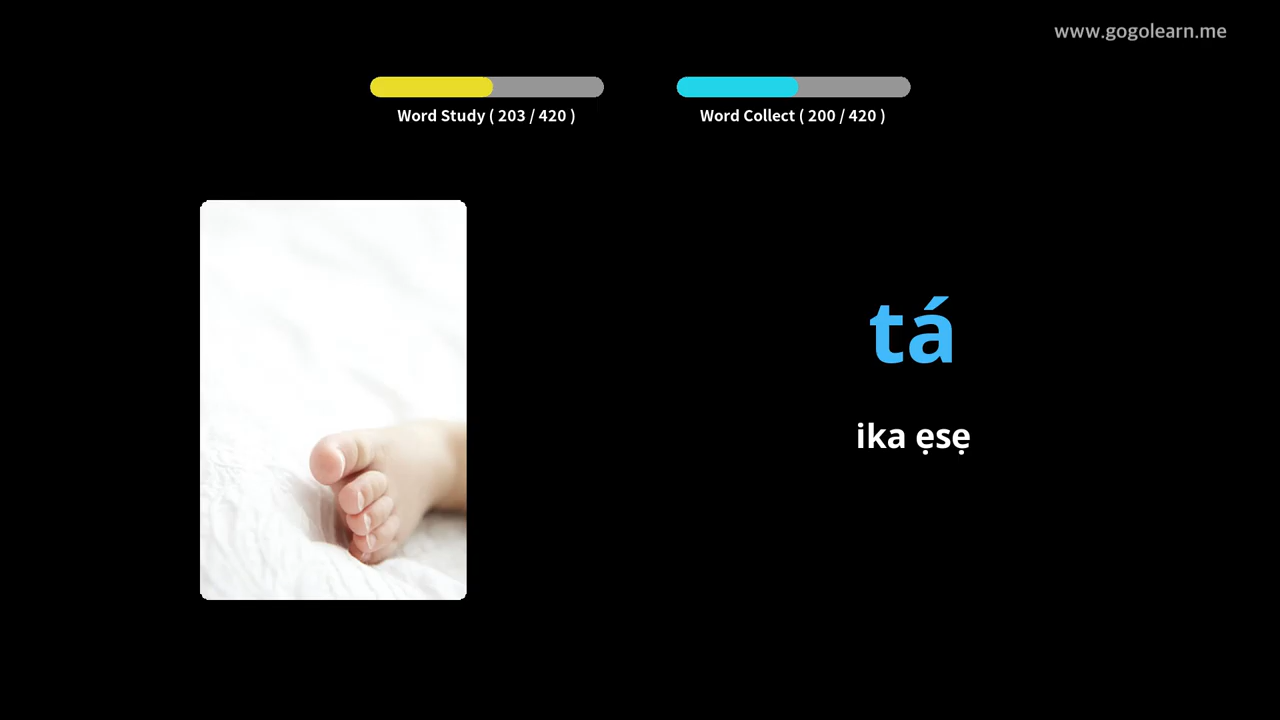 www.gogolearn.me
Word Study ( 203 / 420 )
Word Collect ( 200 / 420 )
tá
ika ẹsẹ